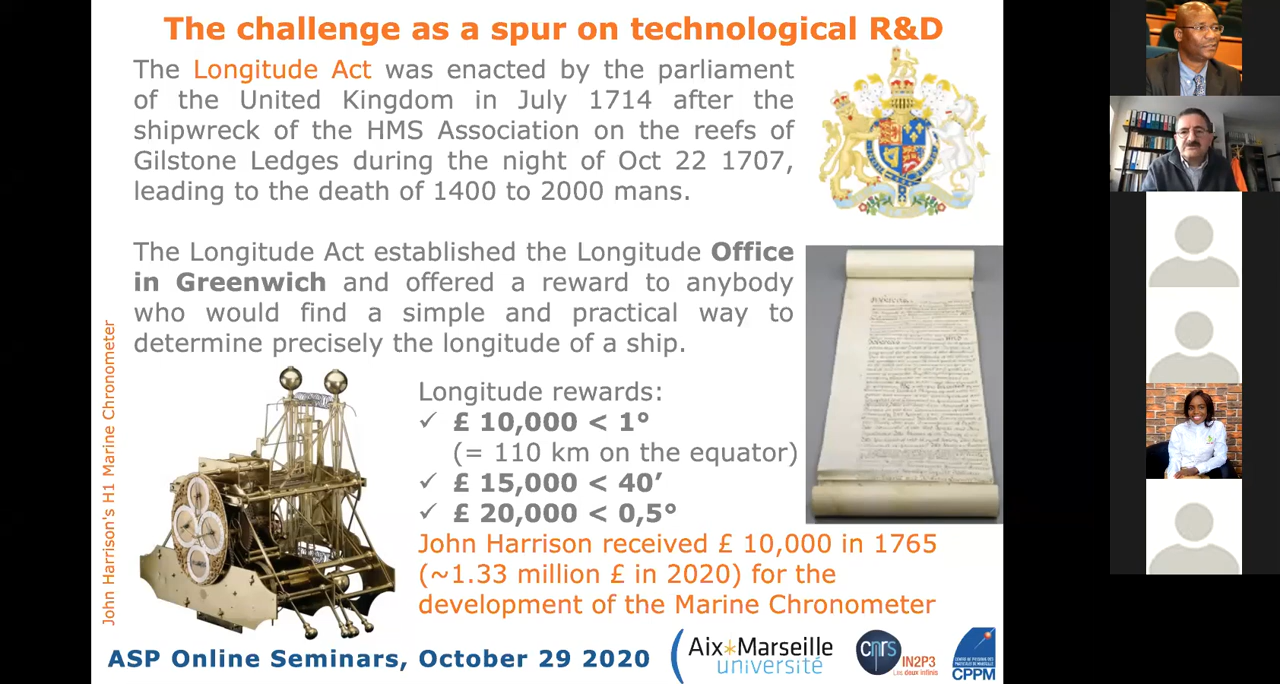 The challenge as a spur on technological R&D
The Longitude Act was enacted by the parliament
of the United Kingdom in July 1714 after the
shipwreck of the HMS Association on the reefs of
Gilstone Ledges during the night of Oct 22 1707,
leading to the death of 1400 to 2000 mans.
The Longitude Act established the Longitude Office
in Greenwich and offered a reward to anybody
who would find a simple and practical way to
determine precisely the longitude of a ship.
John Harrison's H1 Marine Chronometer
Longitude rewards:
✓ £ 10,000 < 1°
(= 110 km on the equator)
✓ £ 15,000 < 40’
✓ £ 20,000 < 0,5°
John Harrison received £ 10,000 in 1765
(~1.33 million £ in 2020) for the
development of the Marine Chronometer
ASP Online Seminars, October 29 2020
Aix*Marseille
université
cnrs
IN2P3
Les deux infinis
CPPM